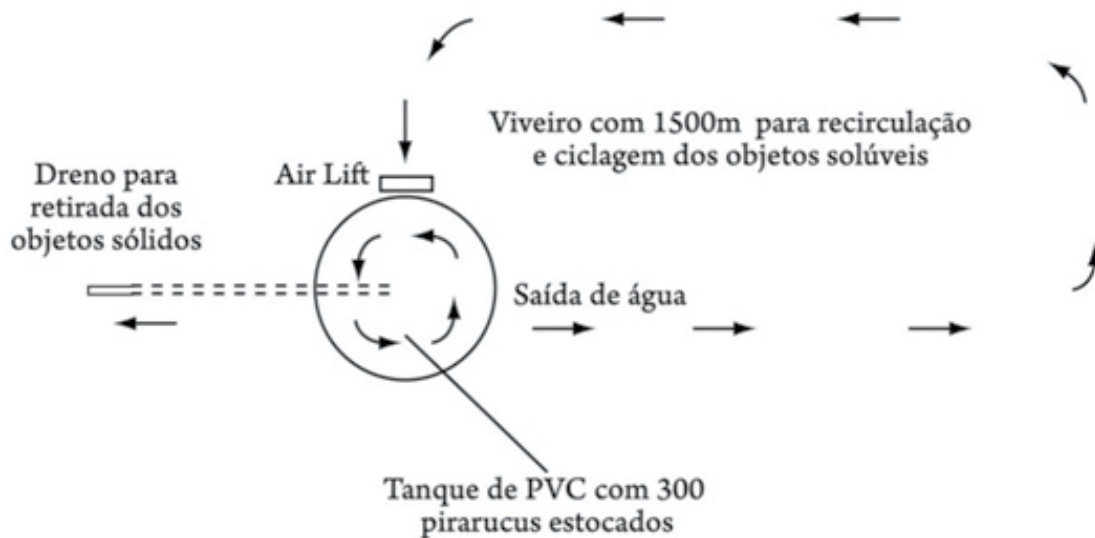 Viveiro com 1500m para recirculação
e ciclagem dos objetos solúveis
Air Lift
Dreno para
retirada dos
objetos sólidos
Saída de água
Tanque de PVC com 300
pirarucus estocados